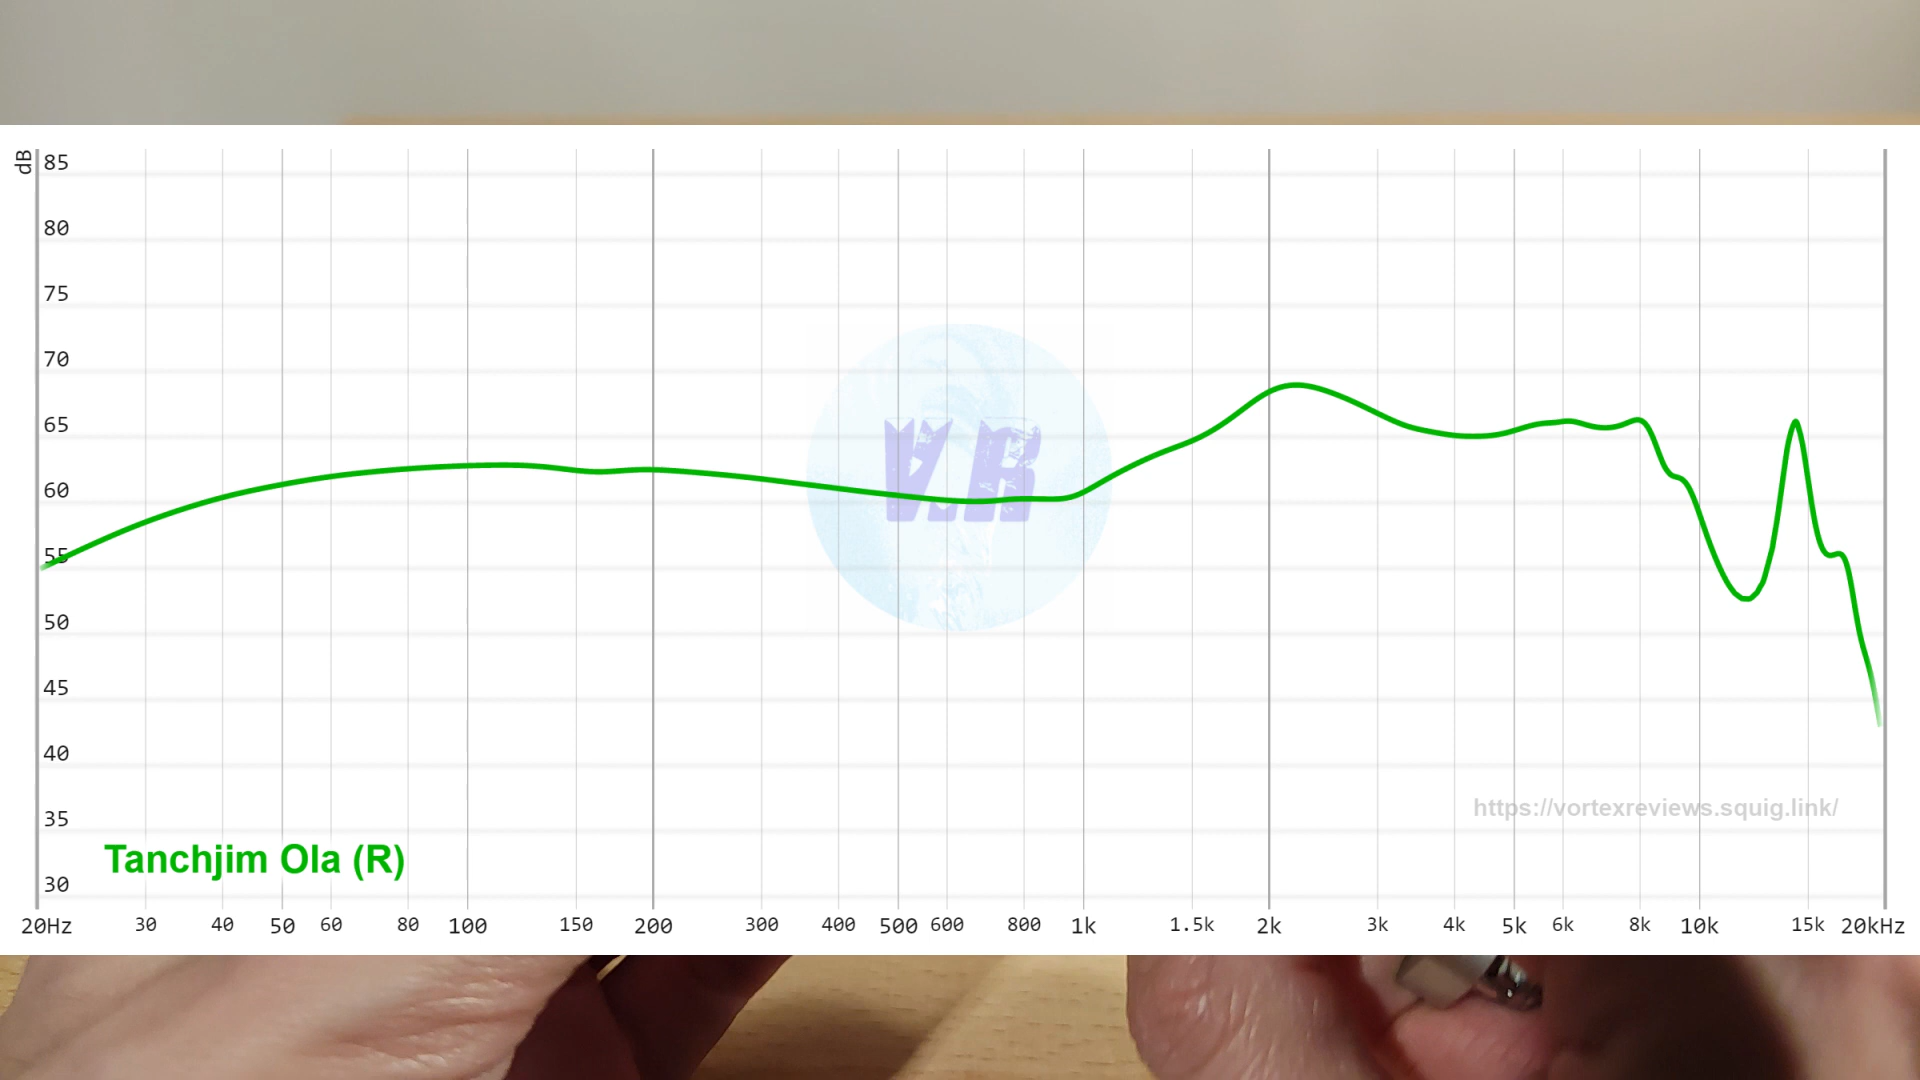 dB
85
80
75
70
65
60
55
50
45
40
35
30
V.R
https://vortexreviews.squig.link/
Tanchjim Ola (R)
20Hz 30 40 50 60 80 100 150 200 300 400 500 600 800 1k 1.5k 2k 3k 4k 5k 6k 8k 10k 15k 20kHz